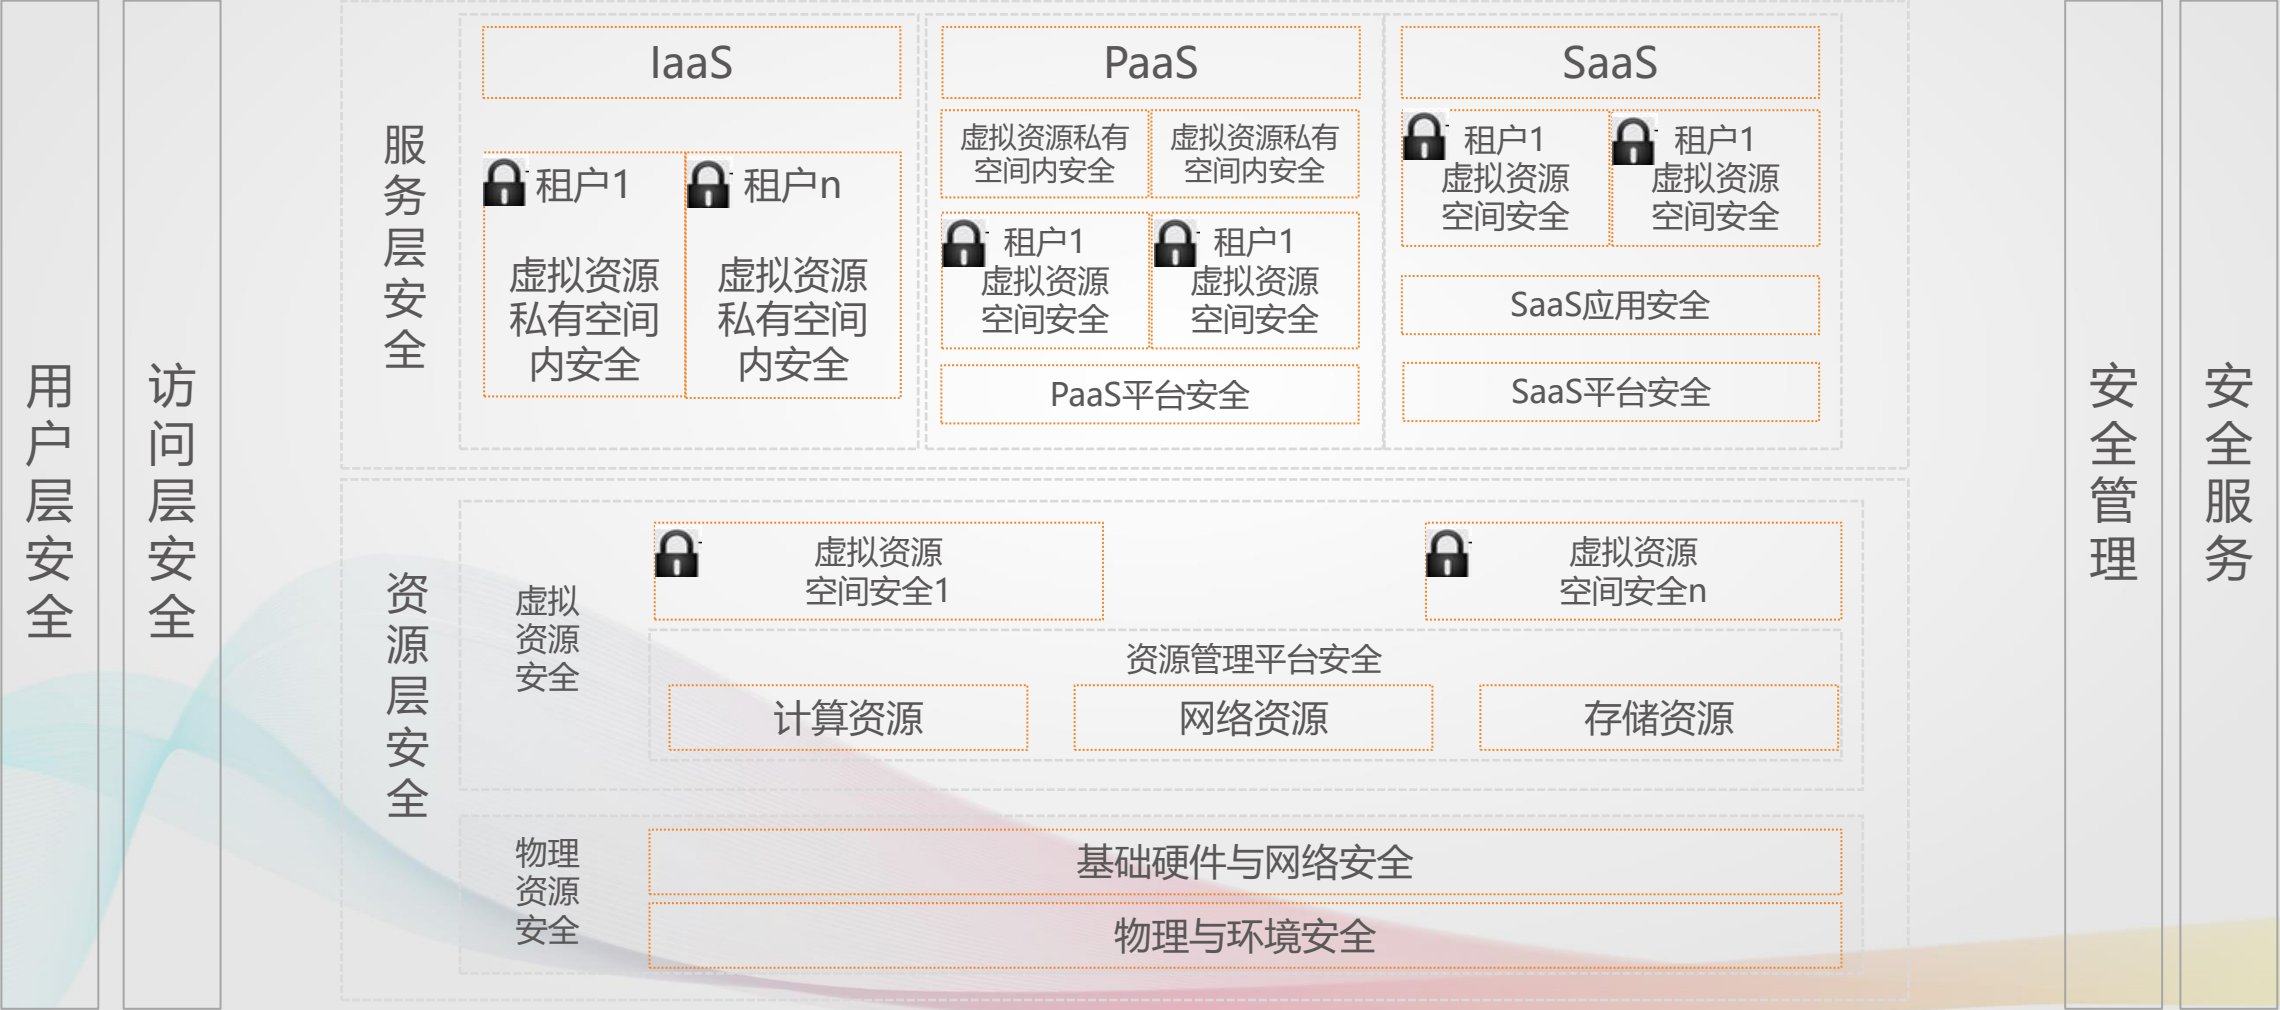 用户层安全
访问层安全
服务层安全
IaaS
租户1
虚拟资源
私有空间
内安全
租户n
虚拟资源
私有空间
内安全
PaaS
虚拟资源私有
空间内安全
虚拟资源私有
空间内安全
租户1
虚拟资源
空间安全
租户1
虚拟资源
空间安全
PaaS平台安全
SaaS
租户1
虚拟资源
空间安全
租户1
虚拟资源
空间安全
SaaS应用安全
SaaS平台安全
资源层安全
虚拟
资源
安全
虚拟资源
空间安全1
虚拟资源
空间安全n
资源管理平台安全
计算资源
网络资源
存储资源
物理
资源
安全
基础硬件与网络安全
物理与环境安全
安全管理
安全服务